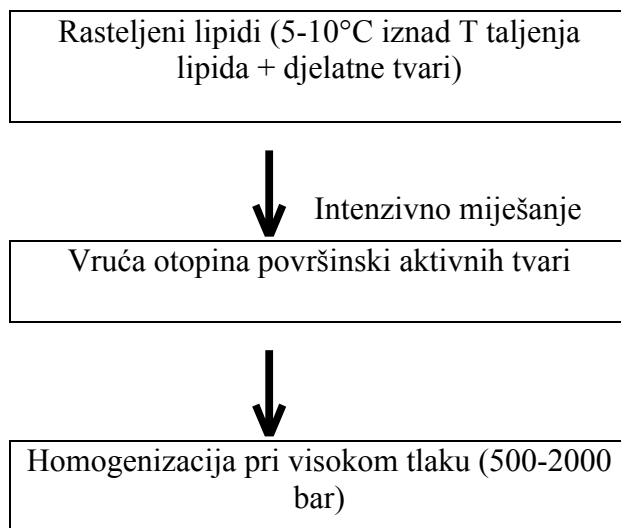 Rasteljeni lipidi (5-10°C iznad T taljenja
lipida + djelatne tvari)
Intenzivno miješanje
Vruća otopina površinski aktivnih tvari
Homogenizacija pri visokom tlaku (500-2000
bar)